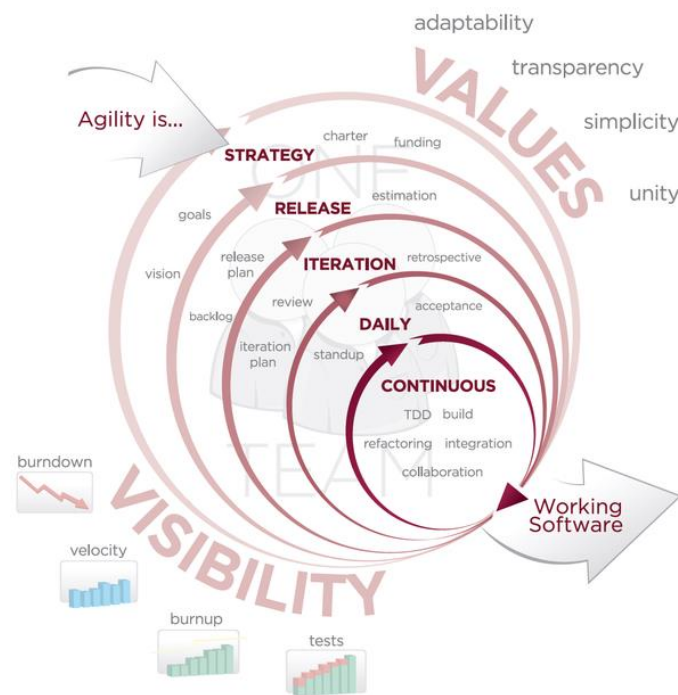 adaptability
transparency
simplicity
unity
VALUES
Agility is...
STRATEGY
charter
funding
goals
vision
RELEASE
estimation
release
plan
backlog
ITERATION
retrospective
review
iteration
plan
DAILY
acceptance
standup
CONTINUOUS
TDD
build
refactoring
integration
collaboration
ONE
TEAM
Working
Software
VISIBILITY
burndown
velocity
burnup
tests